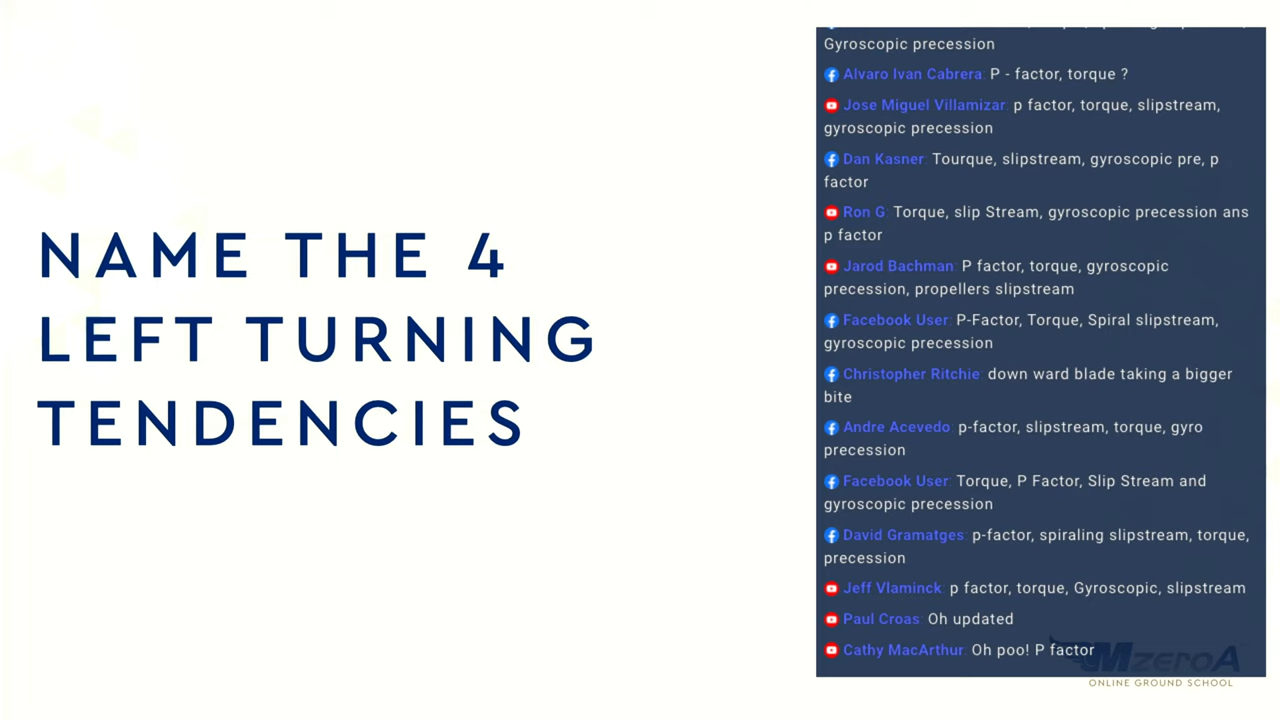 NAME THE 4
LEFT TURNING
TENDENCIES
Gyroscopic precession
Alvaro Ivan Cabrera: P - factor, torque ?
Jose Miguel Villamizar: p factor, torque, slipstream,
gyroscopic precession
Dan Kasner: Tourque, slipstream, gyroscopic pre, p
factor
Ron G: Torque, slip Stream, gyroscopic precession ans
p factor
Jarod Bachman: P factor, torque, gyroscopic
precession, propellers slipstream
Facebook User: P-Factor, Torque, Spiral slipstream,
gyroscopic precession
Christopher Ritchie: down ward blade taking a bigger
bite
Andre Acevedo: p-factor, slipstream, torque, gyro
precession
Facebook User: Torque, P Factor, Slip Stream and
gyroscopic precession
David Gramatges: p-factor, spiraling slipstream, torque,
precession
Jeff Vlaminck: p factor, torque, Gyroscopic, slipstream
Paul Croas: Oh updated
Cathy MacArthur: Oh poo! P factor
MzeroA
ONLINE GROUND SCHOOL